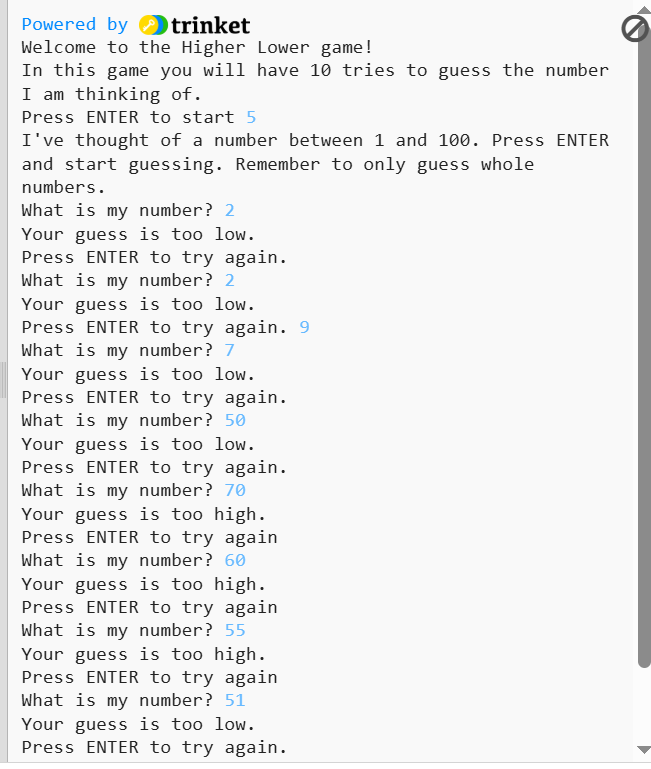 Powered by trinket
Welcome to the Higher Lower game!
In this game you will have 10 tries to guess the number
I am thinking of.
Press ENTER to start 5
I've thought of a number between 1 and 100. Press ENTER
and start guessing. Remember to only guess whole
numbers.
What is my number? 2
Your guess is too low.
Press ENTER to try again.
What is my number? 2
Your guess is too low.
Press ENTER to try again. 9
What is my number? 7
Your guess is too low.
Press ENTER to try again.
What is my number? 50
Your guess is too low.
Press ENTER to try again.
What is my number? 70
Your guess is too high.
Press ENTER to try again
What is my number? 60
Your guess is too high.
Press ENTER to try again
What is my number? 55
Your guess is too high.
Press ENTER to try again
What is my number? 51
Your guess is too low.
Press ENTER to try again.